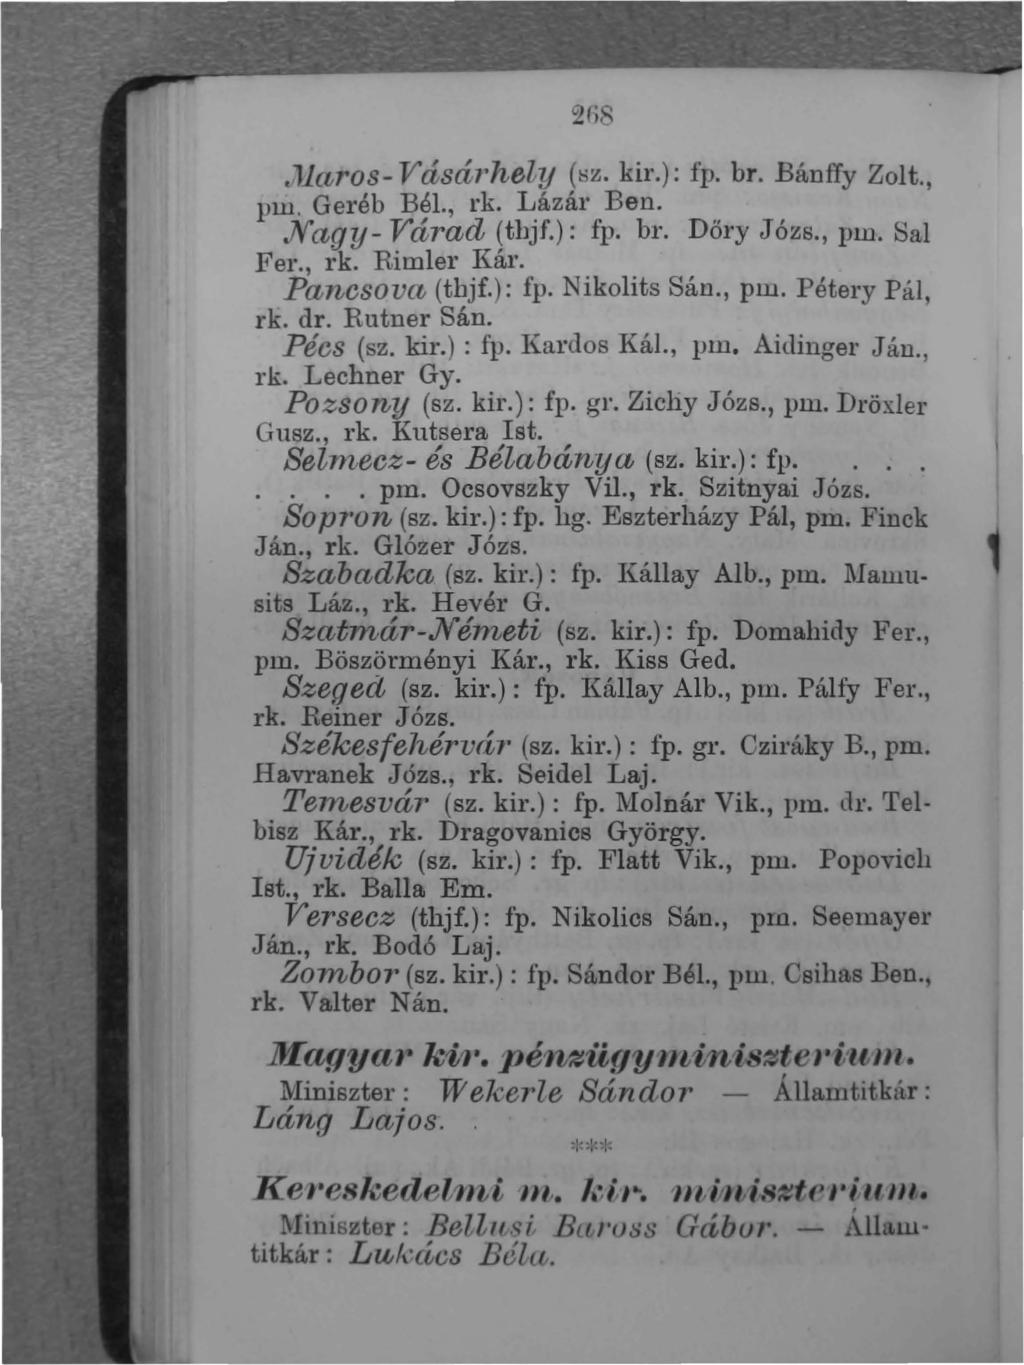 268
Maros-Vásárhely (sz. kir.): fp. br. Bánffy Zolt.,
pm. Geréb Bél., rk. Lázár Ben.
Nagy-Várad (thjf.): fp. br. Dőry Józs., pm. Sal
Fer., rk. Rimler Kár.
Pancsova (thjf.): fp. Nikolits Sán., pm. Pétery Pál,
rk. dr. Rutner Sán.
Pécs (sz. kir.) : fp. Kardos Kál., pm. Aidinger Ján.,
rk. Lechner Gy.
Pozsony (sz. kir.): fp. gr. Zichy Józs., pm. Dröxler
Gusz., rk. Kutsera Ist.
Selmecz- és Bélabánya (sz. kir.): fp. . . .
. . . . pm. Ocsovszky Vil., rk. Szitnyai Józs.
Sopron (sz. kir.): fp. hg. Eszterházy Pál, pm. Finck
Ján., rk. Glózer Józs.
Szabadka (sz. kir.) : fp. Kállay Alb., pm. Mamu-
sits Láz., rk. Hevér G.
Szatmár-Németi (sz. kir.): fp. Domahidy Fer.,
pm. Böszörményi Kár., rk. Kiss Ged.
Szeged (sz. kir.) : fp. Kállay Alb., pm. Pálfy Fer.,
rk. Reiner Józs.
Székesfehérvár (sz. kir.) : fp. gr. Cziráky B., pm.
Havranek Józs., rk. Seidel Laj.
Temesvár (sz. kir.) : fp. Molnár Vik., pm. dr. Tel-
bisz Kár., rk. Dragovanics György.
Ujvidék (sz. kir.) : fp. Flatt Vik., pm. Popovich
Ist., rk. Balla Em.
Versecz (thjf.): fp. Nikolics Sán., pm. Seemayer
Ján., rk. Bodó Laj.
Zombor (sz. kir.) : fp. Sándor Bél., pm. Csihas Ben.,
rk. Valter Nán.
Magyar kir. pénzügyminiszterium.
Miniszter : Wekerle Sándor — Államtitkár :
Láng Lajos.
***
Kereskedelmi m. kir. miniszterium.
Miniszter : Bellusi Baross Gábor. — Állam-
titkár : Lukács Béla.